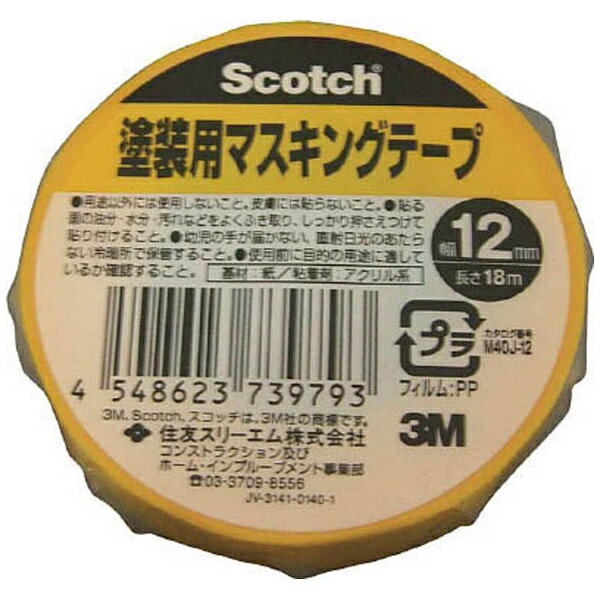 Scotch®
塗装用マスキングテープ
●用途以外には使用しないこと。皮膚には貼らないこと。●貼る
面の油分・水分・汚れなどをよくふき取り、しっかり押さえつけて
貼り付けること。●幼児の手が届かない、直射日光のあたら
ない冷暗所で保管すること。●使用前に目的の用途に適して
いるか確認すること。
基材:紙/粘着剤:アクリル系
幅12mm
長さ18m
プラ
カタログ番号
M40J-12
フィルム:PP
4 548623 739793
3M、Scotch、スコッチは、3M社の商標です。
住友スリーエム株式会社
コンストラクション及び
ホーム・インプルーブメント事業部
☎03-3709-8556
JV-3141-0140-1
3M